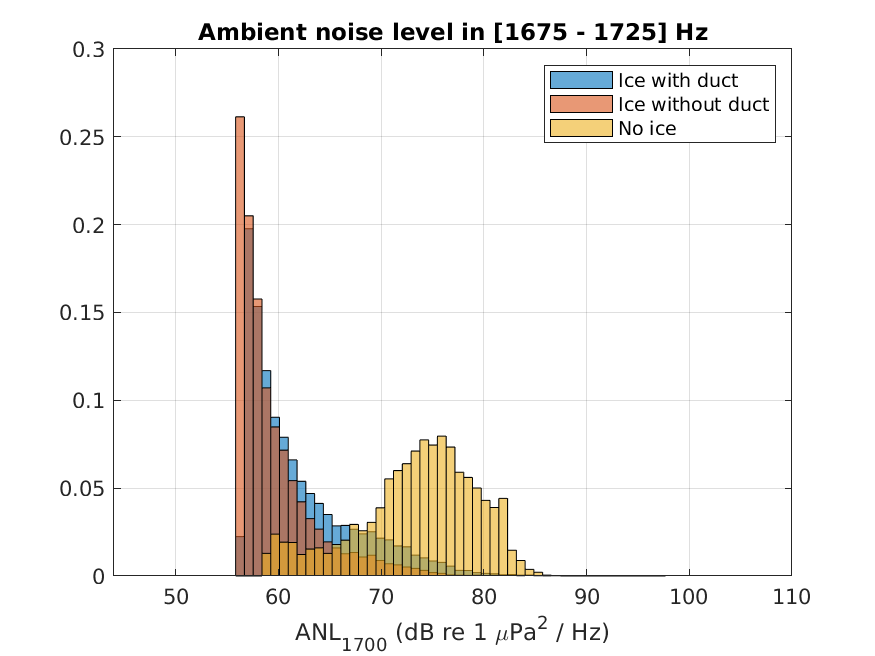 Ambient noise level in [1675 - 1725] Hz
0.3
0.25
0.2
0.15
0.1
0.05
0
Ice with duct
Ice without duct
No ice
50 60 70 80 90 100 110
ANL₁₇₀₀ (dB re 1 μPa² / Hz)